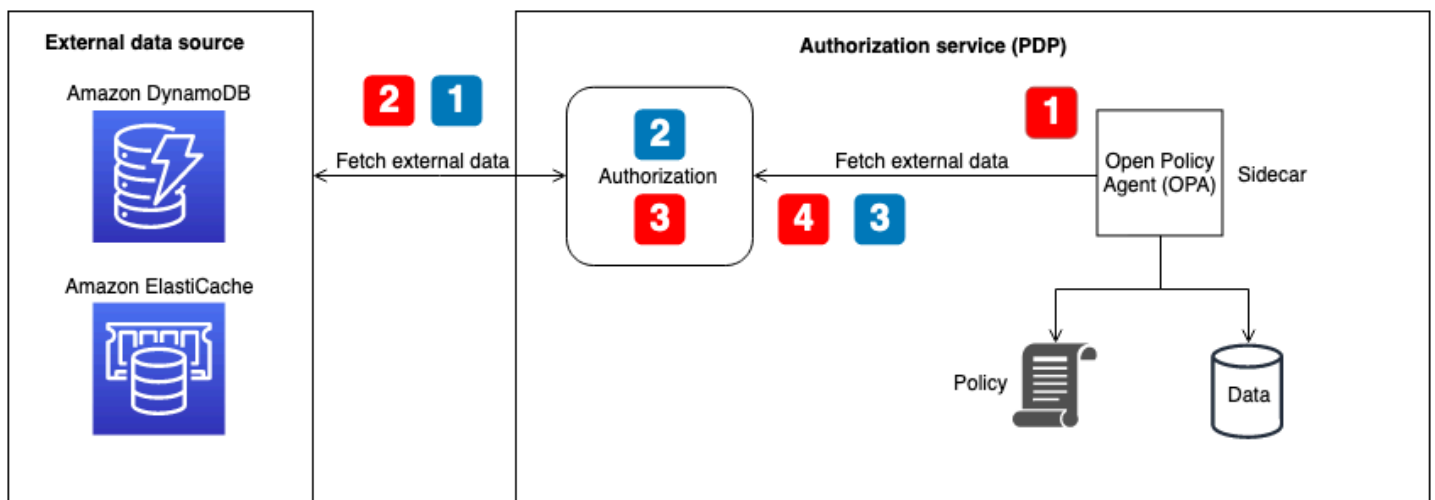 External data source
Amazon DynamoDB
Amazon ElastiCache
2 1
Fetch external data
Authorization service (PDP)
2
Authorization
3
1
Fetch external data
4 3
Open Policy
Agent (OPA)
Sidecar
Policy
Data